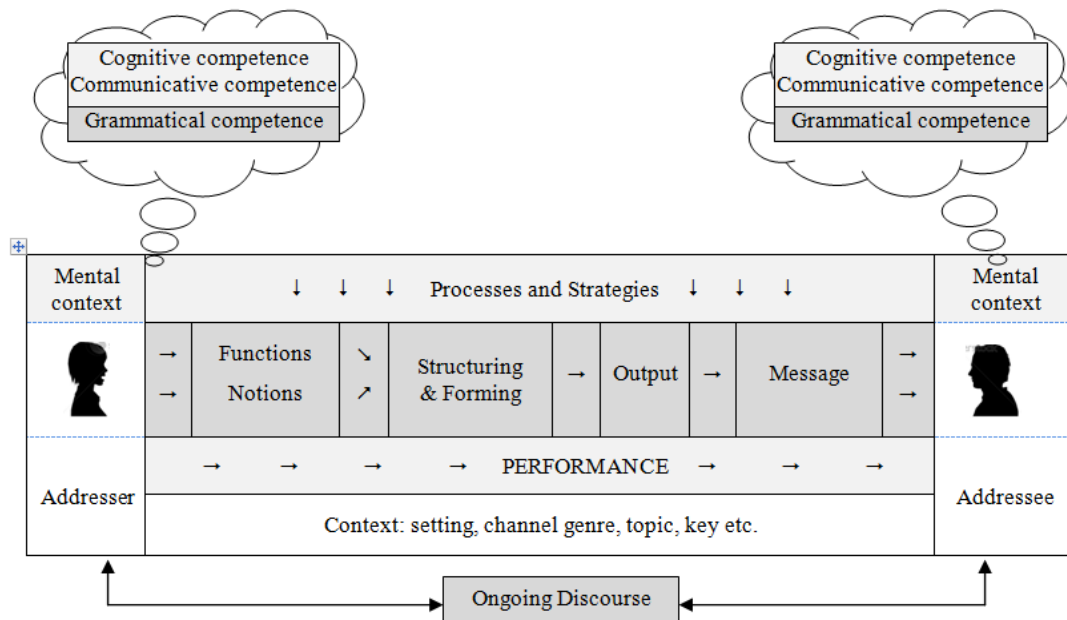 Cognitive competence
Communicative competence
Grammatical competence
Cognitive competence
Communicative competence
Grammatical competence
Mental
context
↓ ↓ ↓ Processes and Strategies ↓ ↓ ↓
Mental
context
→ Functions ↘
→ Notions ↗
Structuring
& Forming
→ Output → Message →
→
Addresser
→ → → → PERFORMANCE → → →
Context: setting, channel genre, topic, key etc.
Addressee
Ongoing Discourse